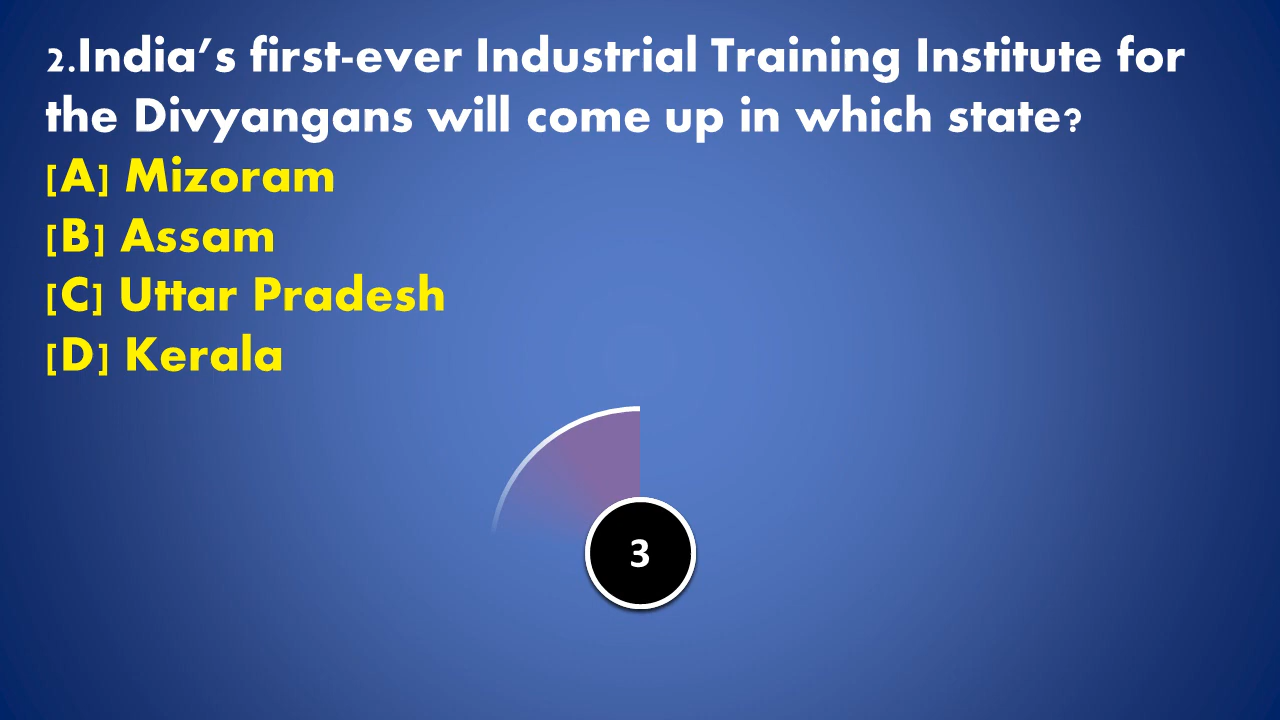 2.India’s first-ever Industrial Training Institute for
the Divyangans will come up in which state?
[A] Mizoram
[B] Assam
[C] Uttar Pradesh
[D] Kerala
3